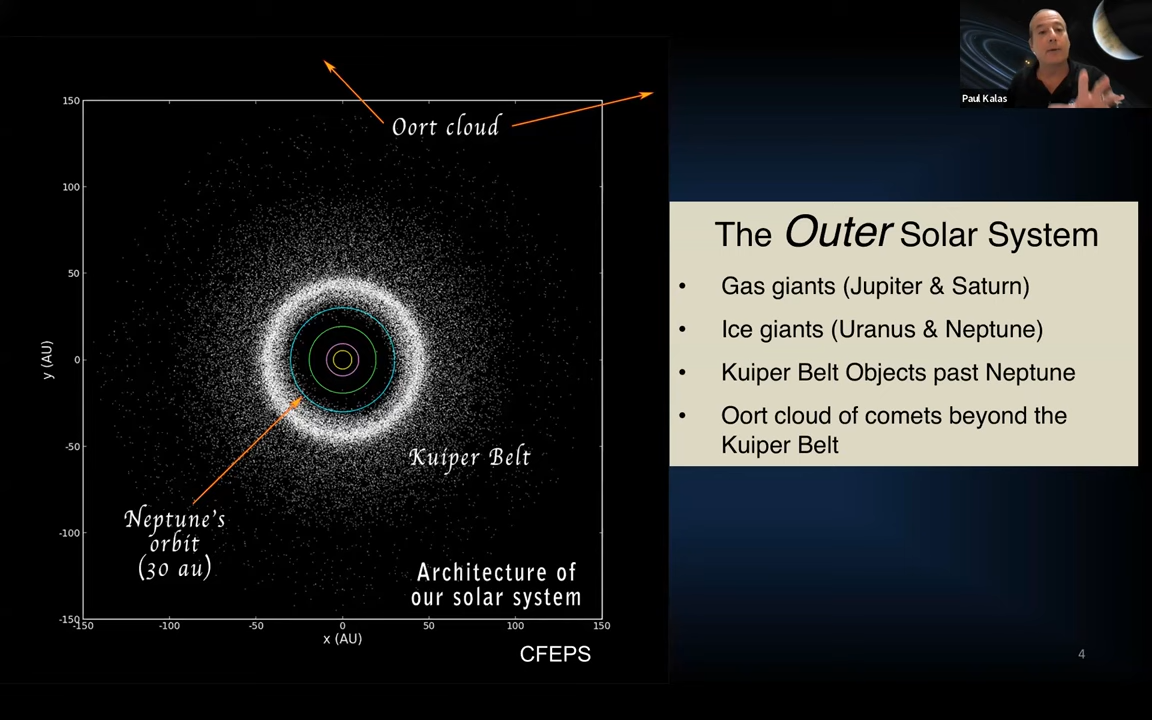 Paul Kalas
Oort cloud
150
100
50
0
-50
-100
-150
y (AU)
Kuiper Belt
Neptune's
orbit
(30 au)
Architecture of
our solar system
-150
-100
-50
0
50
100
150
x (AU)
CFEPS
The Outer Solar System
• Gas giants (Jupiter & Saturn)
• Ice giants (Uranus & Neptune)
• Kuiper Belt Objects past Neptune
• Oort cloud of comets beyond the
Kuiper Belt
4